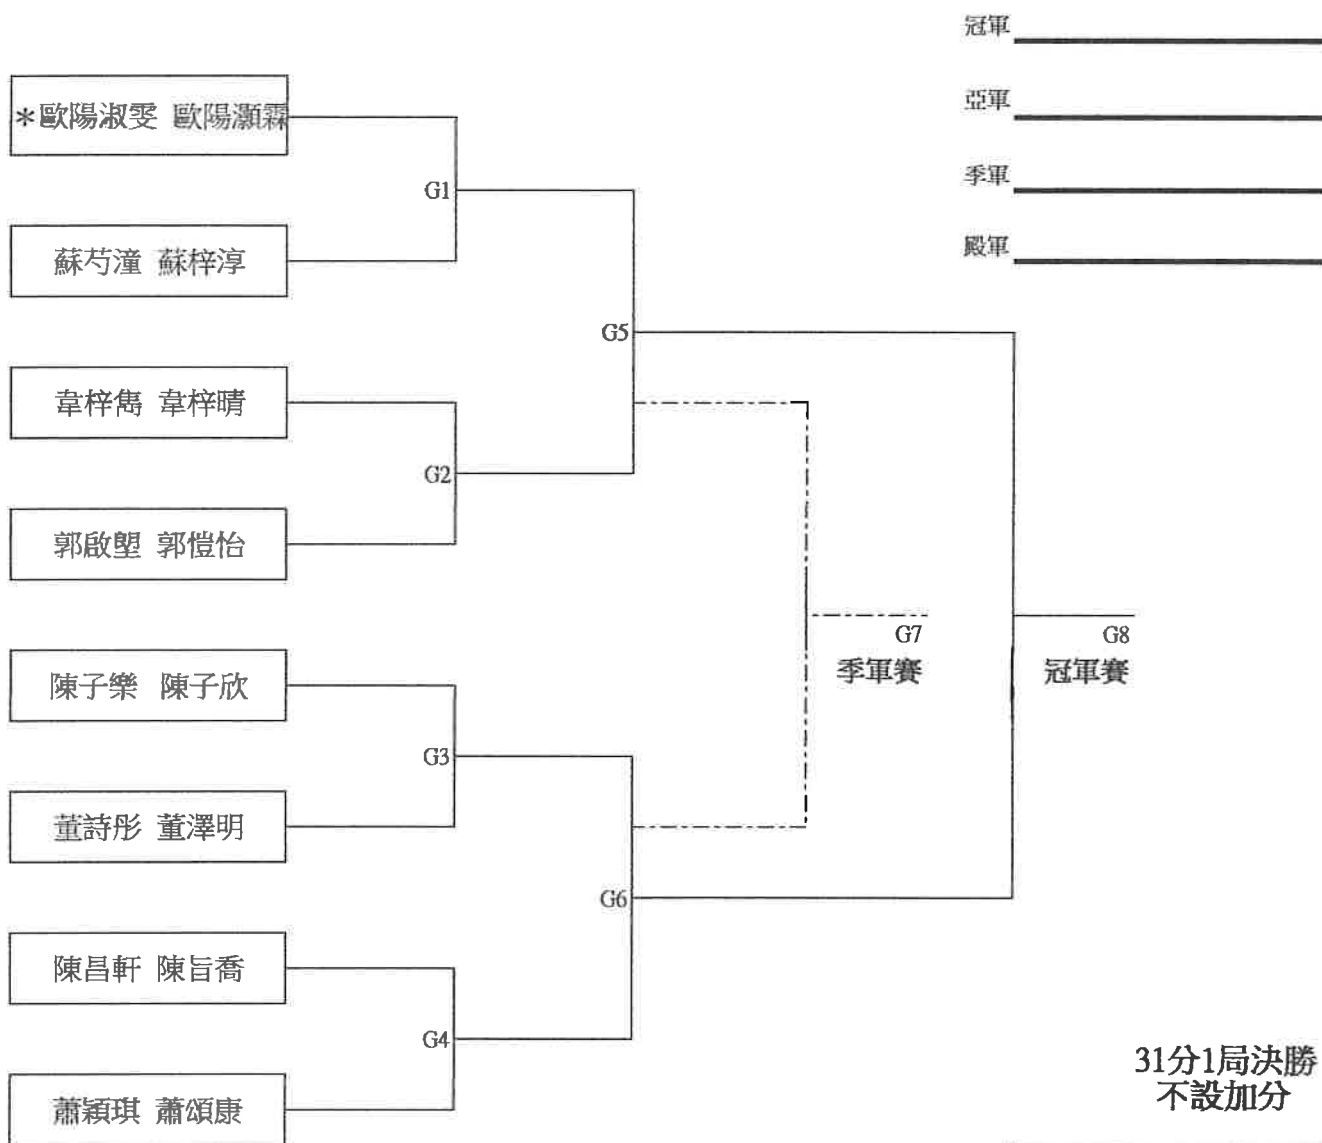 冠軍
亞軍
季軍
殿軍
*歐陽淑雯 歐陽灝霖
G1
蘇芍潼 蘇梓淳
G5
韋梓雋 韋梓晴
G2
郭啟堃 郭愷怡
G7
季軍賽
G8
冠軍賽
陳子樂 陳子欣
G3
董詩彤 董澤明
G6
陳昌軒 陳旨喬
G4
蕭穎琪 蕭頌康
31分1局決勝
不設加分